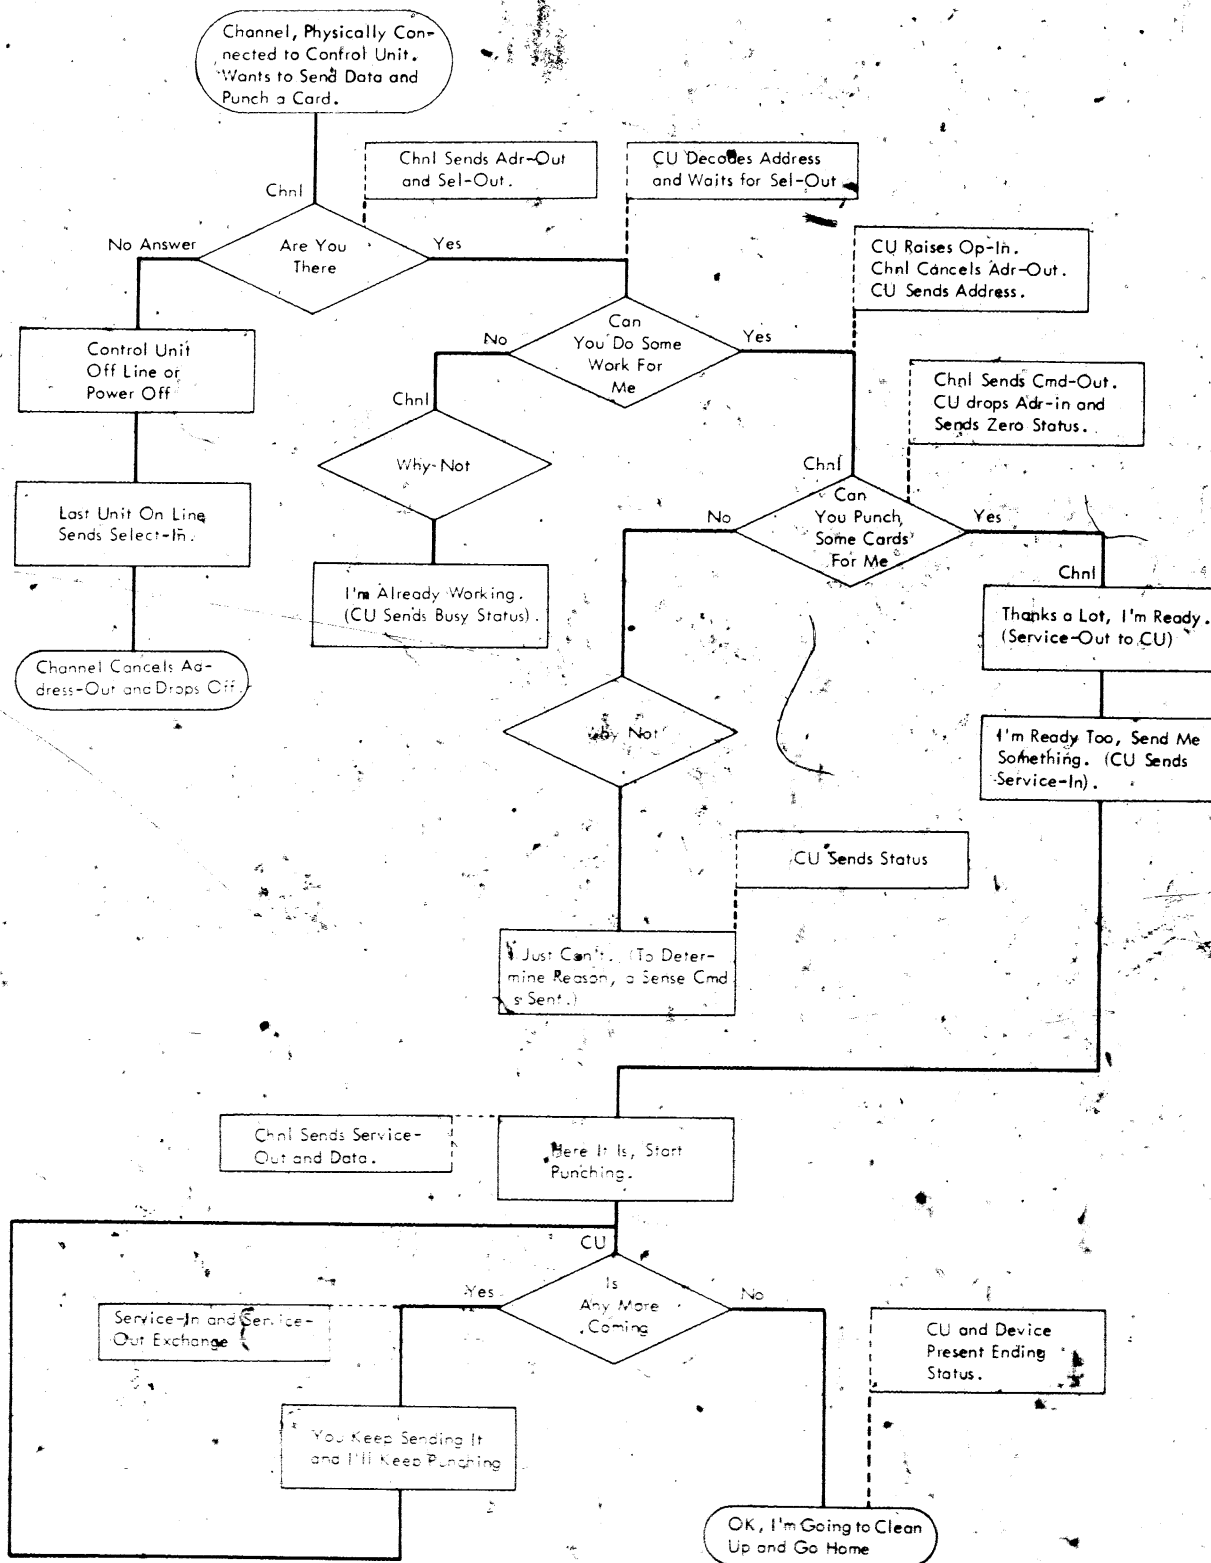 Channel, Physically Con-
nected to Control Unit.
Wants to Send Data and
Punch a Card.
Chnl Sends Adr-Out
and Sel-Out.
CU Decodes Address
and Waits for Sel-Out
Chnl
No Answer
Are You
There
Yes
CU Raises Op-In.
Chnl Cancels Adr-Out.
CU Sends Address.
Control Unit
Off Line or
Power Off
No
Can
You Do Some
Work For
Me
Yes
Chnl Sends Cmd-Out.
CU drops Adr-in and
Sends Zero Status.
Chnl
Why-Not
Chnl
Last Unit On Line
Sends Select-In.
No
Can
You Punch
Some Cards
For Me
Yes
Chnl
I'm Already Working.
(CU Sends Busy Status).
Thanks a Lot, I'm Ready.
(Service-Out to CU)
Channel Cancels Ad-
dress-Out and Drops Off.
Why Not
I'm Ready Too, Send Me
Something. (CU Sends
Service-In).
CU Sends Status
I Just Can't. (To Deter-
mine Reason, a Sense Cmd
is Sent.)
Chnl Sends Service-
Out and Data.
Here It Is, Start
Punching.
CU
Yes
Is
Any More
Coming
No
Service-In and Service-
Out Exchange
CU and Device
Present Ending
Status.
You Keep Sending It
and I'll Keep Punching
OK, I'm Going to Clean
Up and Go Home